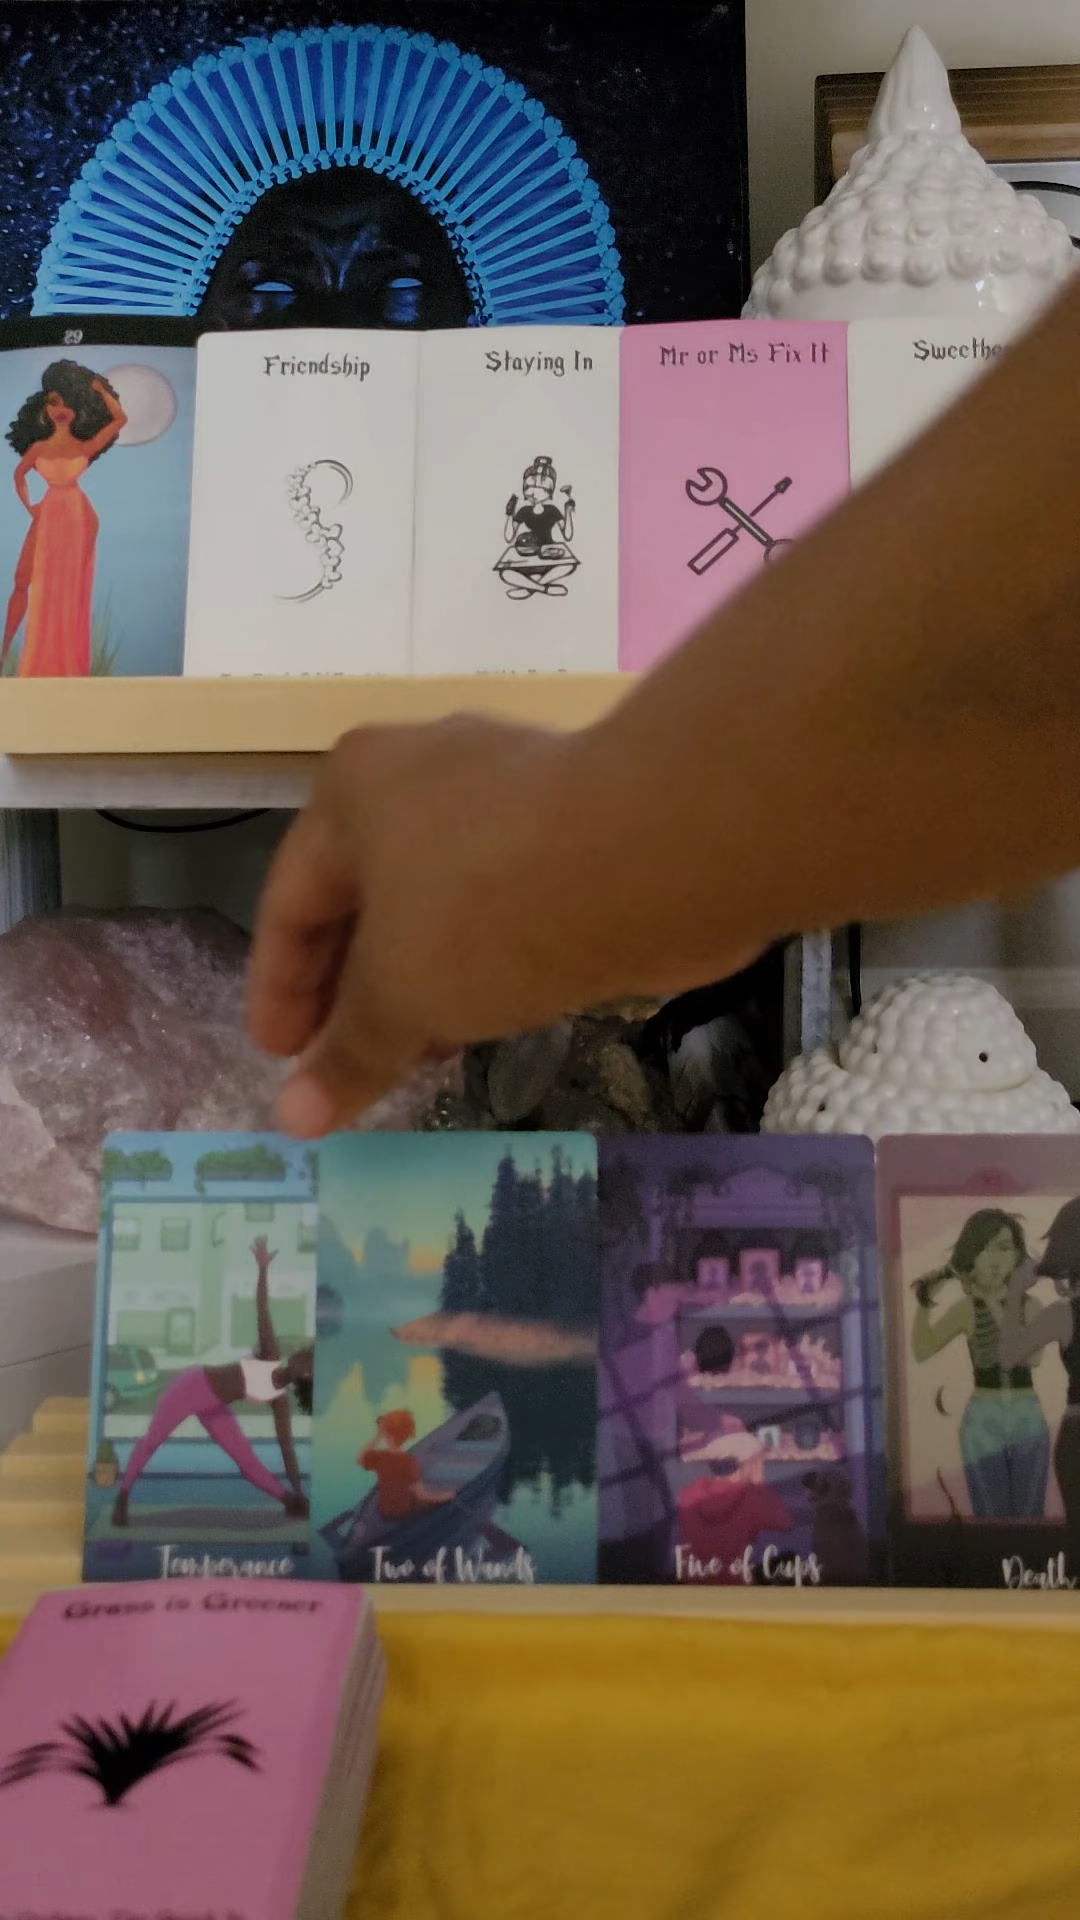 69
Friendship
Staying In
Mr or Ms Fix It
Temperance
Two of Wands
Five of Cups
Death
Grass is Greener